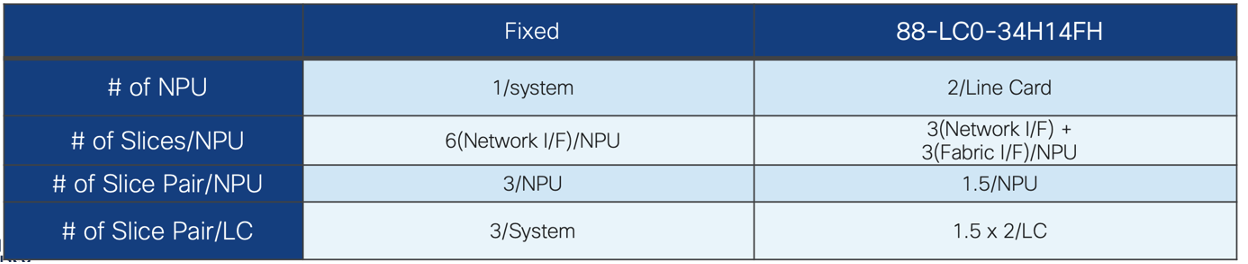 Fixed
88-LC0-34H14FH
# of NPU
1/system
2/Line Card
# of Slices/NPU
6(Network I/F)/NPU
3(Network I/F) +
3(Fabric I/F)/NPU
# of Slice Pair/NPU
3/NPU
1.5/NPU
# of Slice Pair/LC
3/System
1.5 x 2/LC